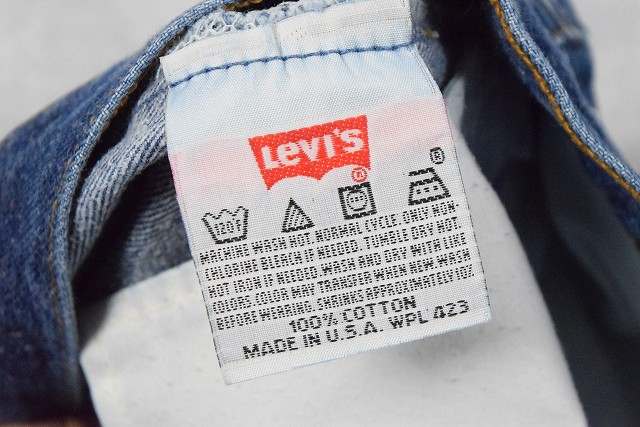 Levi's
®
®
120°
MACHINE WASH HOT. NORMAL CYCLE. ONLY NON-
CHLORINE BLEACH IF NEEDED. TUMBLE DRY HOT.
HOT IRON IF NEEDED. WASH AND DRY WITH LIKE
COLORS. COLOR MAY TRANSFER WHEN NEW. WASH
BEFORE WEARING. SHRINKS APPROXIMATELY 10%.
100% COTTON
MADE IN U.S.A. WPL 423